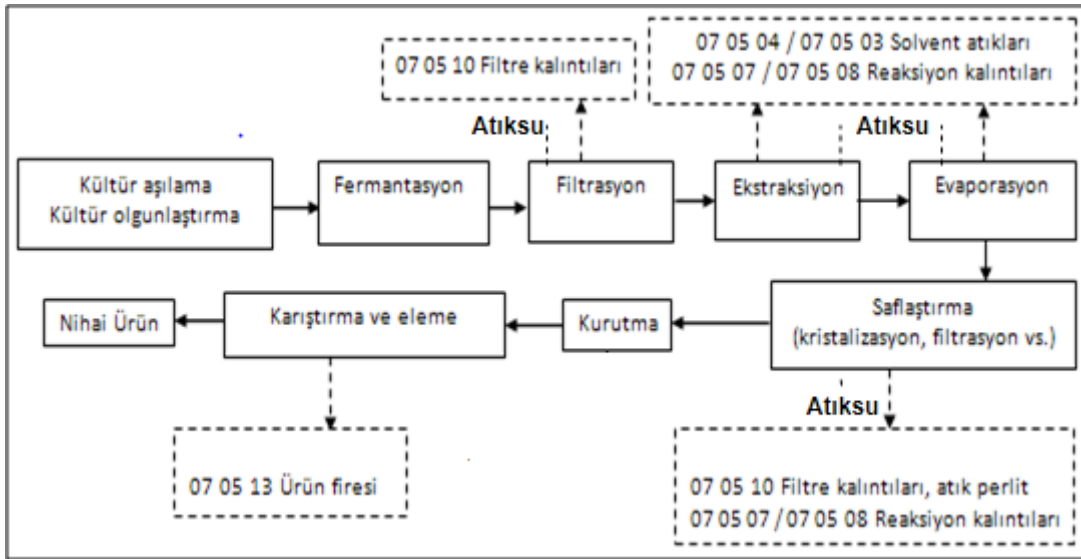 07 05 10 Filtre kalıntıları
07 05 04 / 07 05 03 Solvent atıkları
07 05 07 / 07 05 08 Reaksiyon kalıntıları
Atıksu
Atıksu
Kültür aşılama
Kültür olgunlaştırma
Fermantasyon
Filtrasyon
Ekstraksiyon
Evaporasyon
Saflaştırma
(kristalizasyon, filtrasyon vs.)
Kurutma
Karıştırma ve eleme
Nihai Ürün
Atıksu
07 05 13 Ürün firesi
07 05 10 Filtre kalıntıları, atık perlit
07 05 07 /07 05 08 Reaksiyon kalıntıları